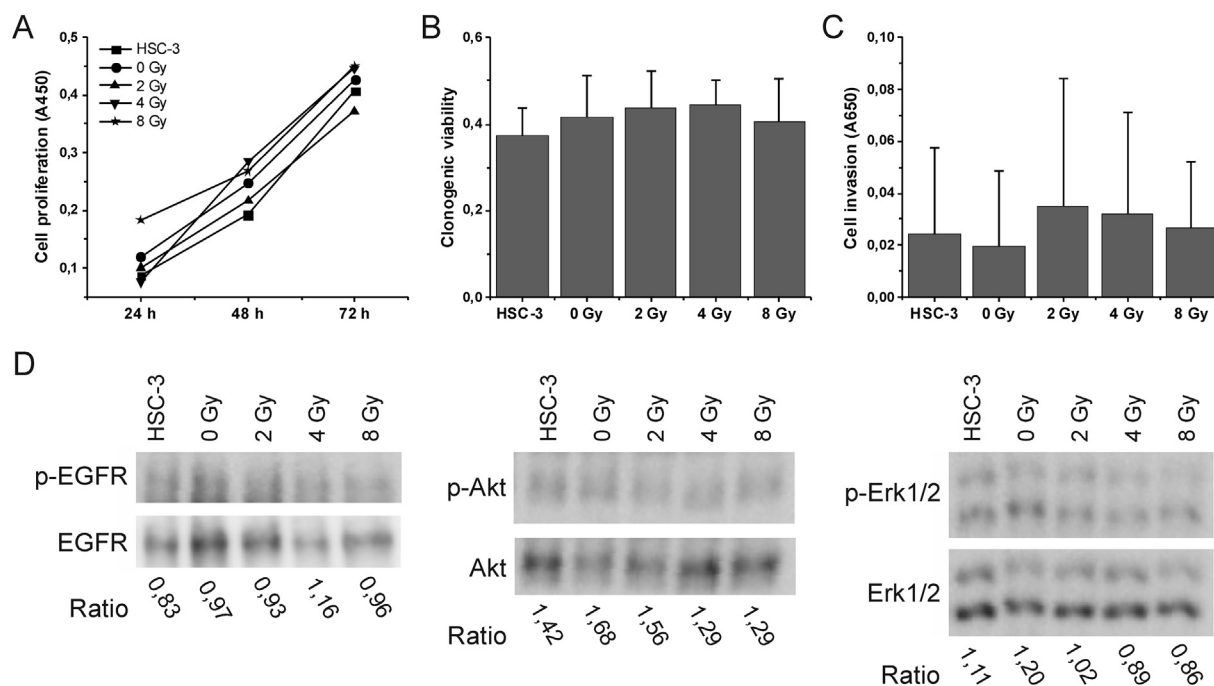 A
Cell proliferation (A450)
0,5
0,4
0,3
0,2
0,1
HSC-3
0 Gy
2 Gy
4 Gy
8 Gy
24 h 48 h 72 h
B
Clonogenic viability
0,6
0,4
0,2
0,0
HSC-3 0 Gy 2 Gy 4 Gy 8 Gy
C
Cell invasion (A650)
0,10
0,08
0,06
0,04
0,02
0,00
HSC-3 0 Gy 2 Gy 4 Gy 8 Gy
D
HSC-3 0 Gy 2 Gy 4 Gy 8 Gy
p-EGFR
EGFR
Ratio 0,83 0,97 0,93 1,16 0,96
HSC-3 0 Gy 2 Gy 4 Gy 8 Gy
p-Akt
Akt
Ratio 1,42 1,68 1,56 1,29 1,29
HSC-3 0 Gy 2 Gy 4 Gy 8 Gy
p-Erk1/2
Erk1/2
Ratio 1,11 1,20 1,02 0,89 0,86